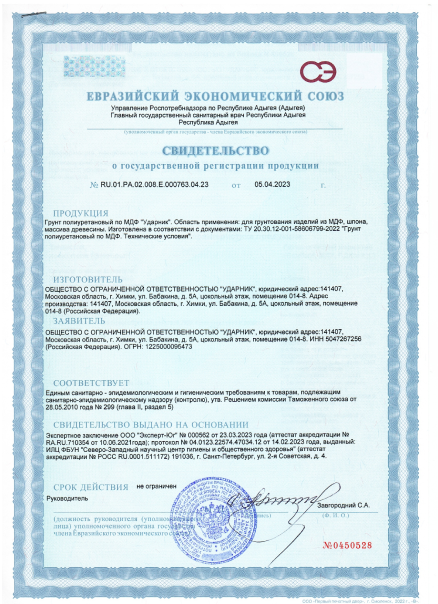 СЭ
ЕВРАЗИЙСКИЙ ЭКОНОМИЧЕСКИЙ СОЮЗ
Управление Роспотребнадзора по Республике Адыгея (Адыгея)
Главный государственный санитарный врач Республики Адыгея
Республика Адыгея
(уполномоченный орган государства - члена Евразийского экономического союза)
СВИДЕТЕЛЬСТВО
о государственной регистрации продукции
№ RU.01.РА.02.008.Е.000763.04.23 от 05.04.2023 г.
ПРОДУКЦИЯ
Грунт полиуретановый по МДФ "Ударник". Область применения: для грунтования изделий из МДФ, шпона,
массива древесины. Изготовлена в соответствии с документами: ТУ 20.30.12-001-58606799-2022 "Грунт
полиуретановый по МДФ. Технические условия".
ИЗГОТОВИТЕЛЬ
ОБЩЕСТВО С ОГРАНИЧЕННОЙ ОТВЕТСТВЕННОСТЬЮ "УДАРНИК", юридический адрес:141407,
Московская область, г. Химки, ул. Бабакина, д. 5А, цокольный этаж, помещение 014-8. Адрес
производства: 141407, Московская область, г. Химки, ул. Бабакина, д. 5А, цокольный этаж, помещение
014-8 (Российская Федерация).
ЗАЯВИТЕЛЬ
ОБЩЕСТВО С ОГРАНИЧЕННОЙ ОТВЕТСТВЕННОСТЬЮ "УДАРНИК", юридический адрес:141407,
Московская область, г. Химки, ул. Бабакина, д. 5А, цокольный этаж, помещение 014-8. ИНН 5047267256
(Российская Федерация). ОГРН: 1225000096473
СООТВЕТСТВУЕТ
Единым санитарно - эпидемиологическим и гигиеническим требованиям к товарам, подлежащим
санитарно-эпидемиологическому надзору (контролю), утв. Решением комиссии Таможенного союза от
28.05.2010 года № 299 (глава II, раздел 5)
СВИДЕТЕЛЬСТВО ВЫДАНО НА ОСНОВАНИИ
Экспертное заключение ООО "Эксперт-Юг" № 000562 от 23.03.2023 года (аттестат аккредитации №
RA.RU.710354 от 10.06.2021года); протокол № 04.0123.22574.47034.12 от 14.02.2023 года, выданный:
ИЛЦ ФБУН "Северо-Западный научный центр гигиены и общественного здоровья" (аттестат
аккредитации № РОСС RU.0001.511172) 191036, г. Санкт-Петербург, ул. 2-я Советская, д. 4.
СРОК ДЕЙСТВИЯ не ограничен
Руководитель
Завгородний С.А.
(Ф. И. О.)
(должность руководителя (уполномоченного
лица) уполномоченного органа государства
члена Евразийского экономического союза)
№0450528